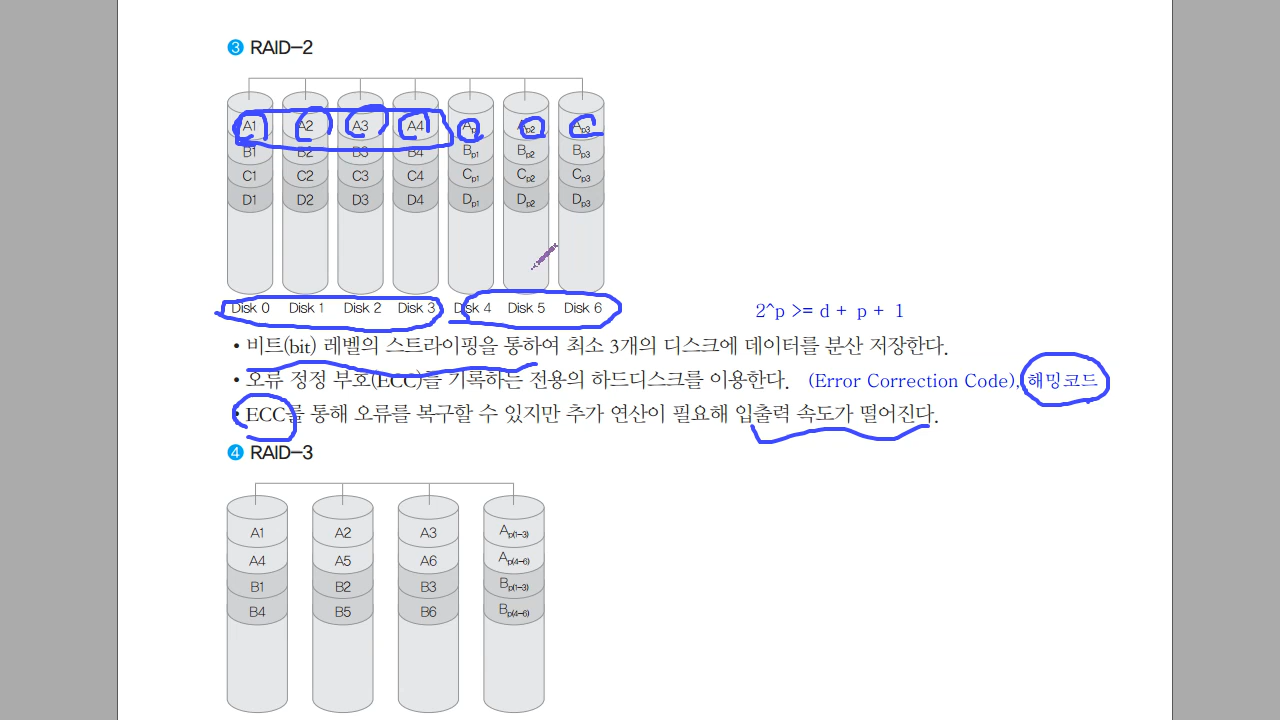 ❸ RAID-2
A1 A2 A3 A4 Ap1 Ap2 Ap3
B1 B2 B3 B4 Bp1 Bp2 Bp3
C1 C2 C3 C4 Cp1 Cp2 Cp3
D1 D2 D3 D4 Dp1 Dp2 Dp3
Disk 0 Disk 1 Disk 2 Disk 3 Disk 4 Disk 5 Disk 6
2^p >= d + p + 1
• 비트(bit) 레벨의 스트라이핑을 통하여 최소 3개의 디스크에 데이터를 분산 저장한다.
• 오류 정정 부호(ECC)를 기록하는 전용의 하드디스크를 이용한다. (Error Correction Code), 해밍코드
• ECC를 통해 오류를 복구할 수 있지만 추가 연산이 필요해 입출력 속도가 떨어진다.
❹ RAID-3
A1 A2 A3 Ap(1-3)
A4 A5 A6 Ap(4-6)
B1 B2 B3 Bp(1-3)
B4 B5 B6 Bp(4-6)